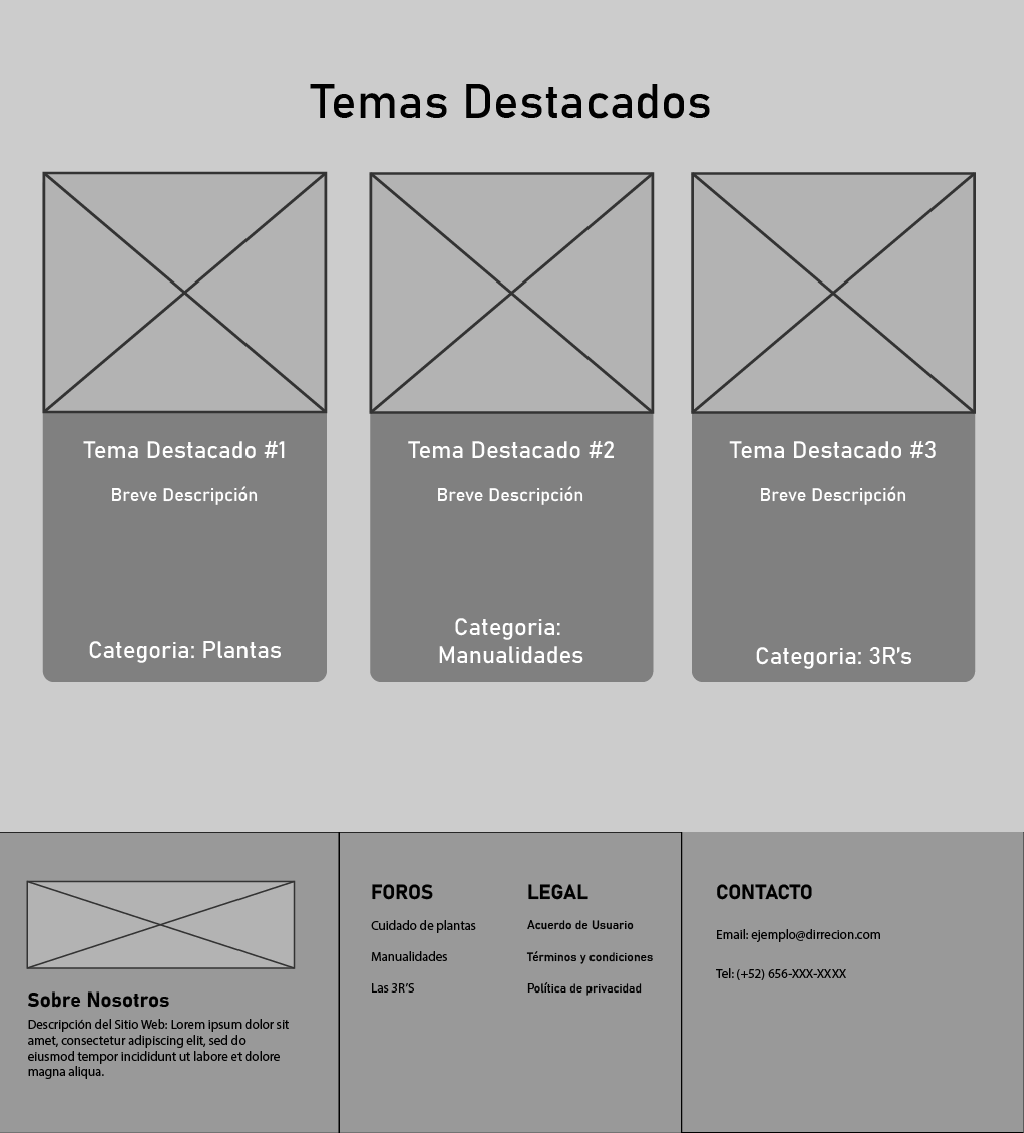 Temas Destacados
Tema Destacado #1
Breve Descripción
Categoria: Plantas
Tema Destacado #2
Breve Descripción
Categoria:
Manualidades
Tema Destacado #3
Breve Descripción
Categoria: 3R's
Sobre Nosotros
Descripción del Sitio Web: Lorem ipsum dolor sit
amet, consectetur adipiscing elit, sed do
eiusmod tempor incididunt ut labore et dolore
magna aliqua.
FOROS
Cuidado de plantas
Manualidades
Las 3R'S
LEGAL
Acuerdo de Usuario
Términos y condiciones
Política de privacidad
CONTACTO
Email: ejemplo@dirrecion.com
Tel: (+52) 656-XXX-XXXX